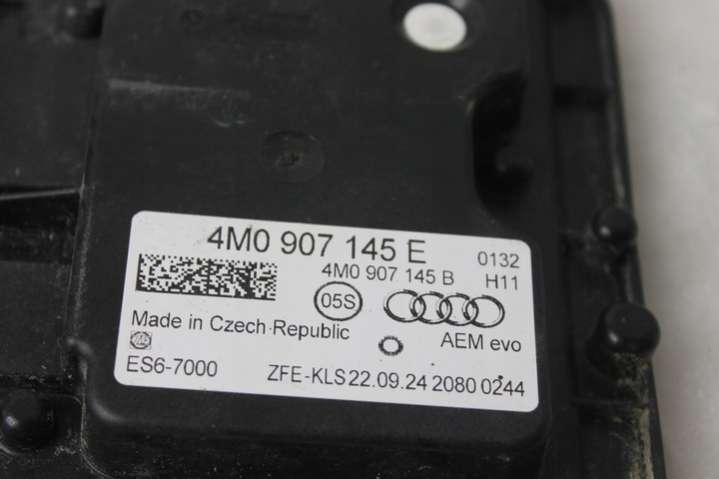 4M0 907 145 E
0132
4M0 907 145 B
H11
05S
Made in Czech Republic
AEM evo
ES6-7000
ZFE-KLS 22.09.24 2080 0244